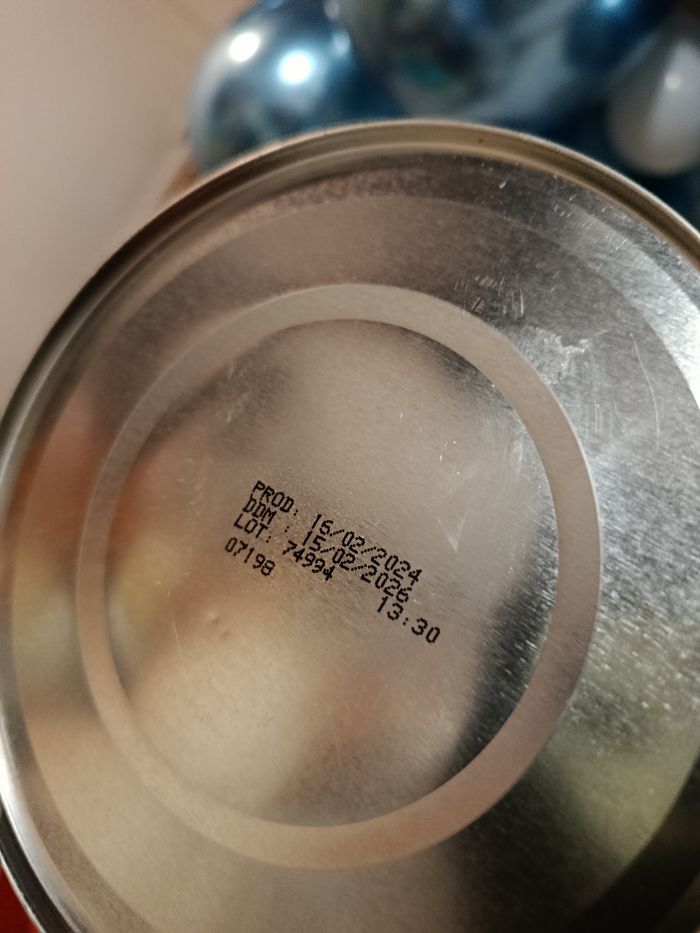 PROD: 16/02/2024
DDM : 15/02/2026
LOT: 74994 13:30
07198